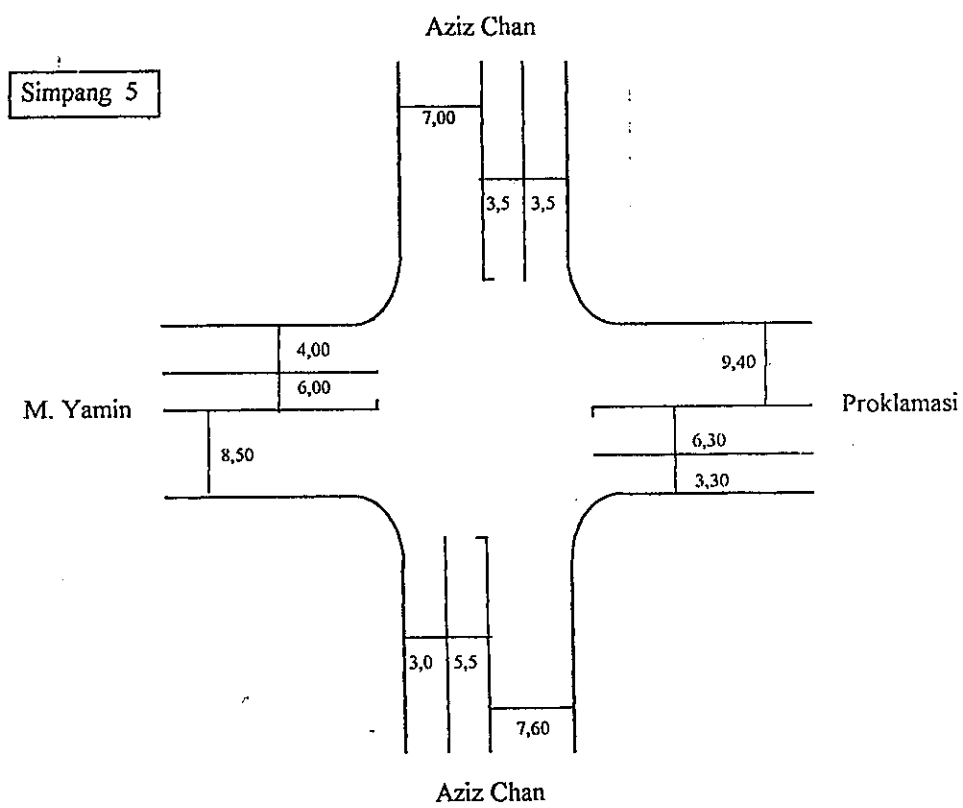 Aziz Chan
Simpang 5
7,00
3,5 3,5
4,00
9,40
6,00
M. Yamin
Proklamasi
6,30
8,50
3,30
3,0 5,5
7,60
Aziz Chan